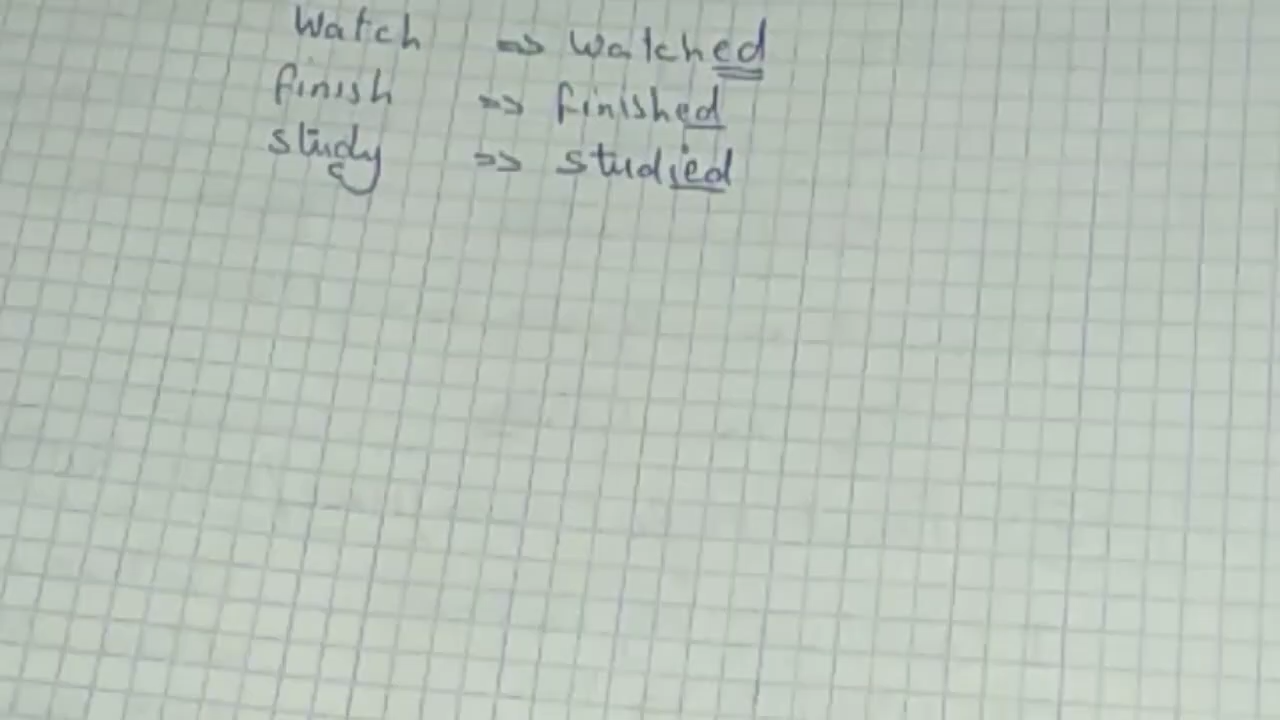 Watch => Watched
finish => finished
study => studied